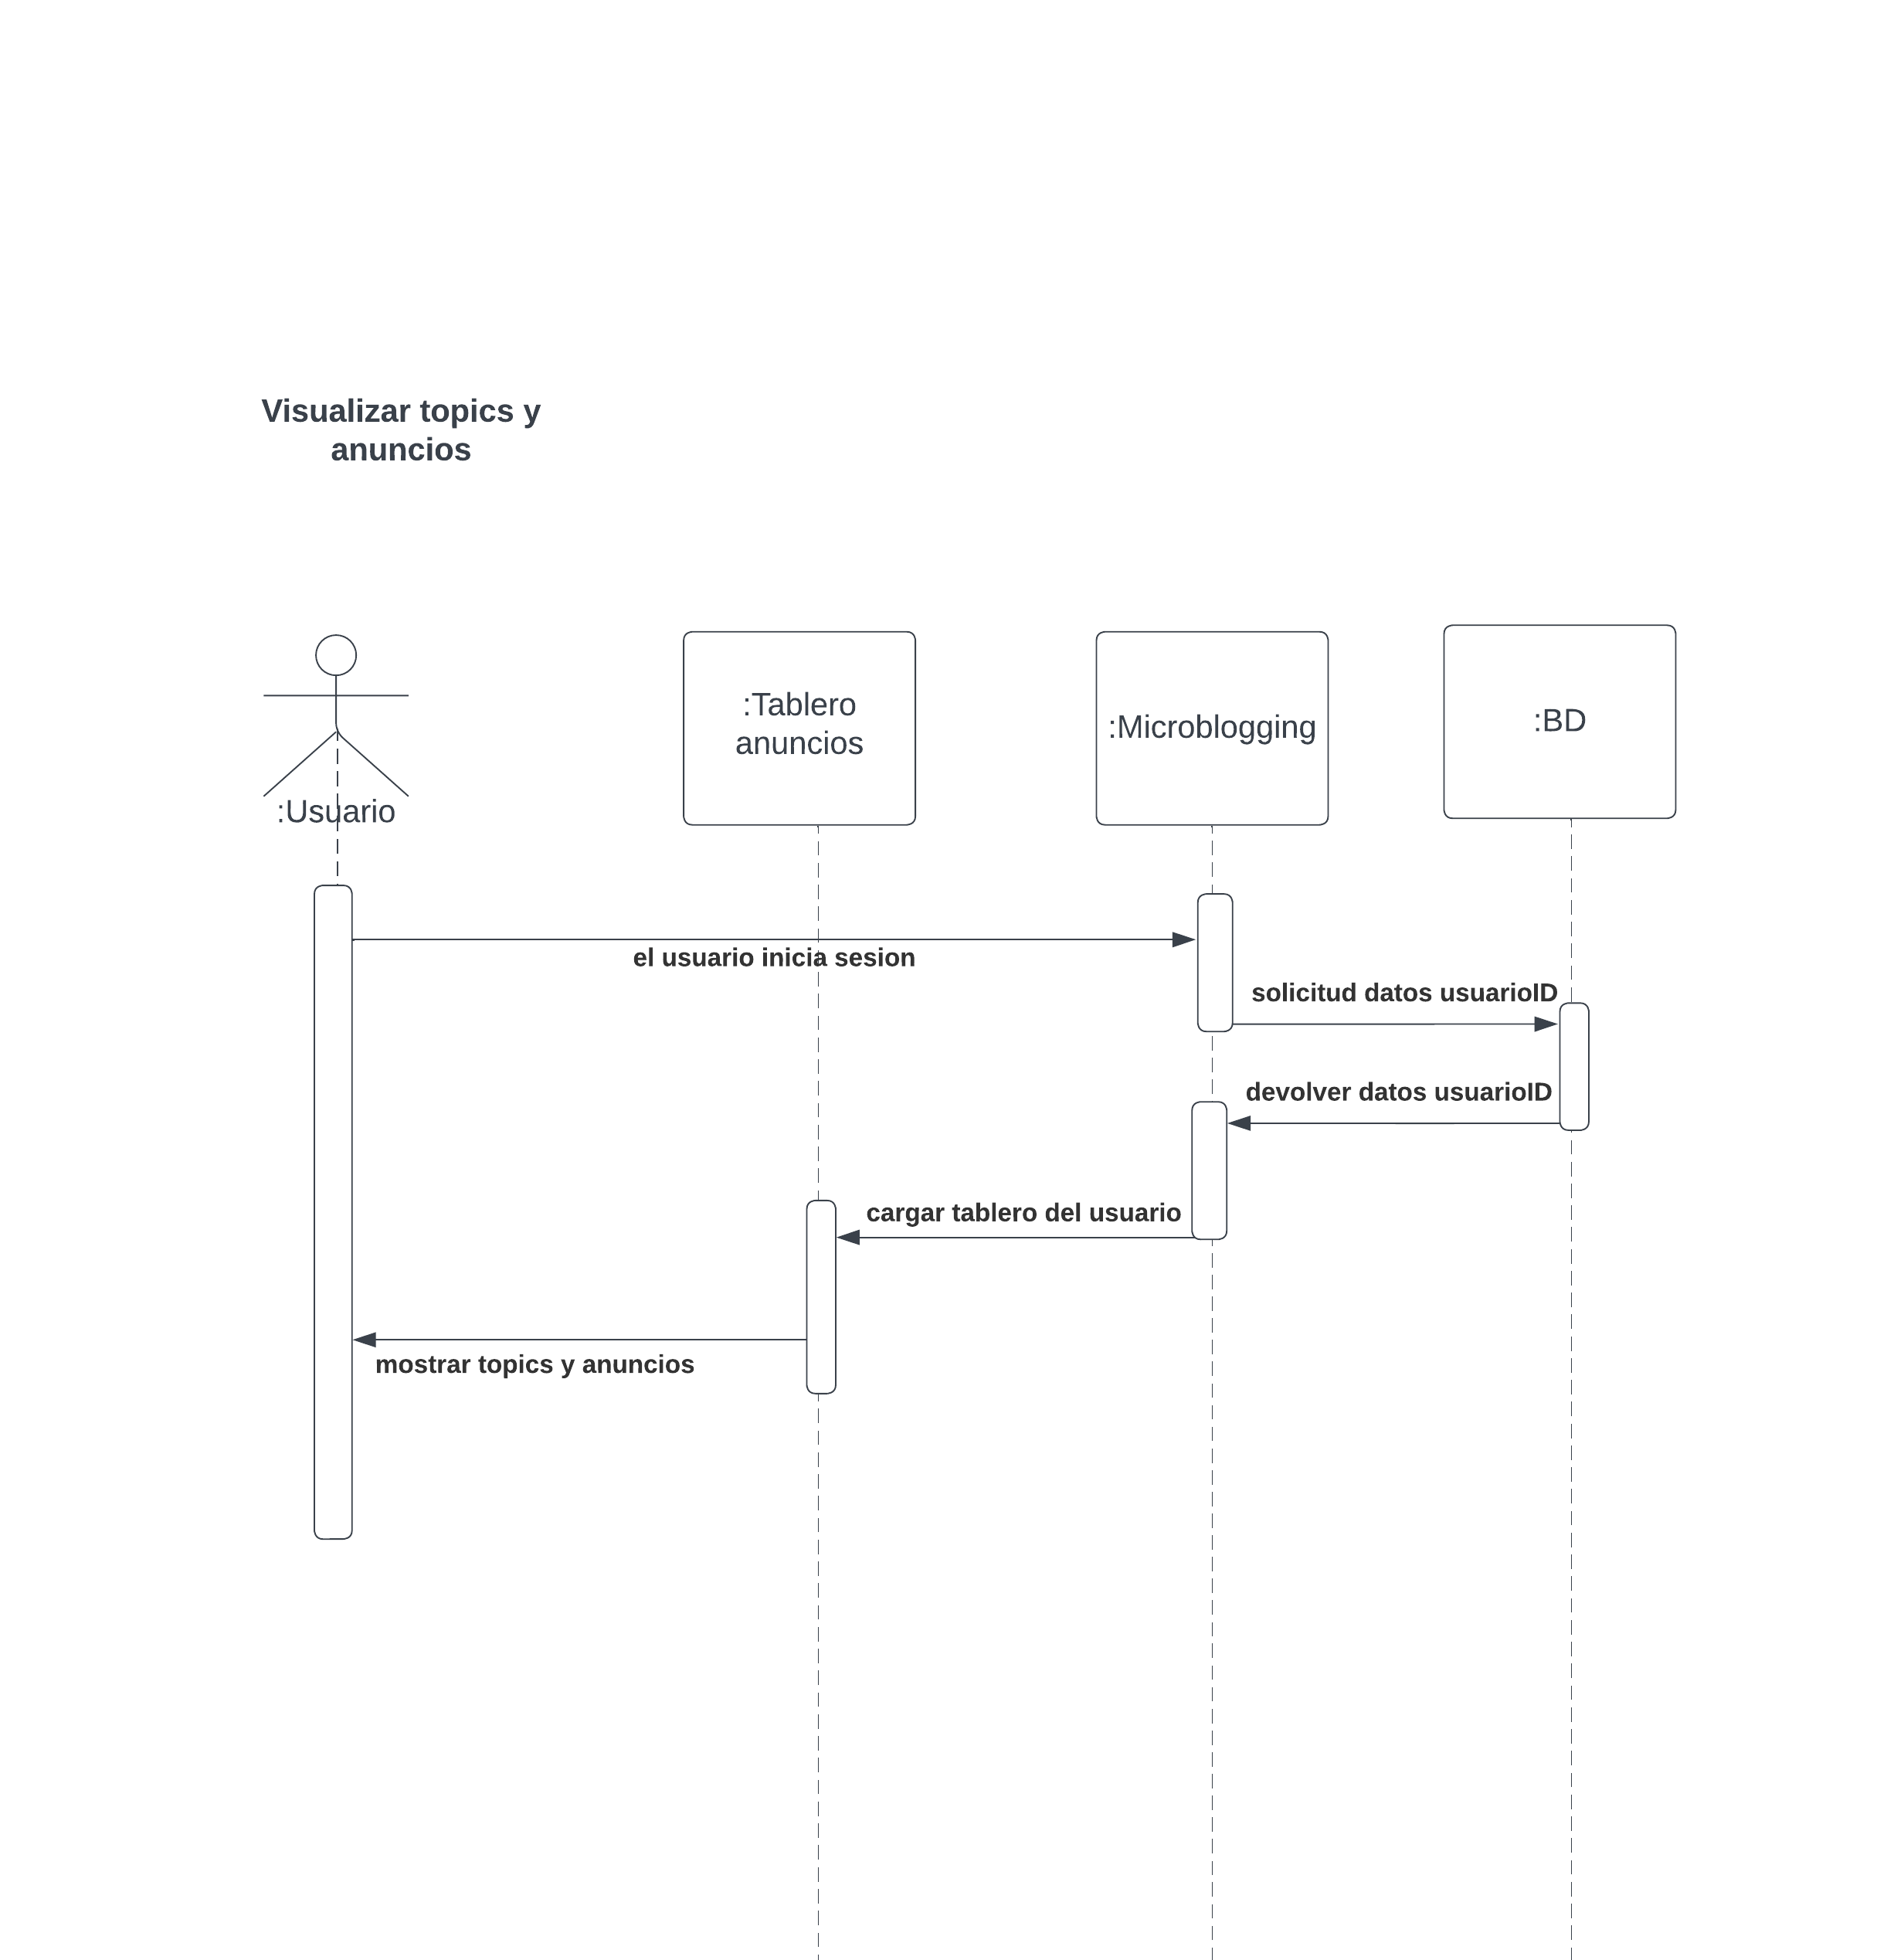 Visualizar topics y
anuncios
:Usuario
:Tablero
anuncios
:Microblogging
:BD
el usuario inicia sesion
solicitud datos usuarioID
devolver datos usuarioID
cargar tablero del usuario
mostrar topics y anuncios